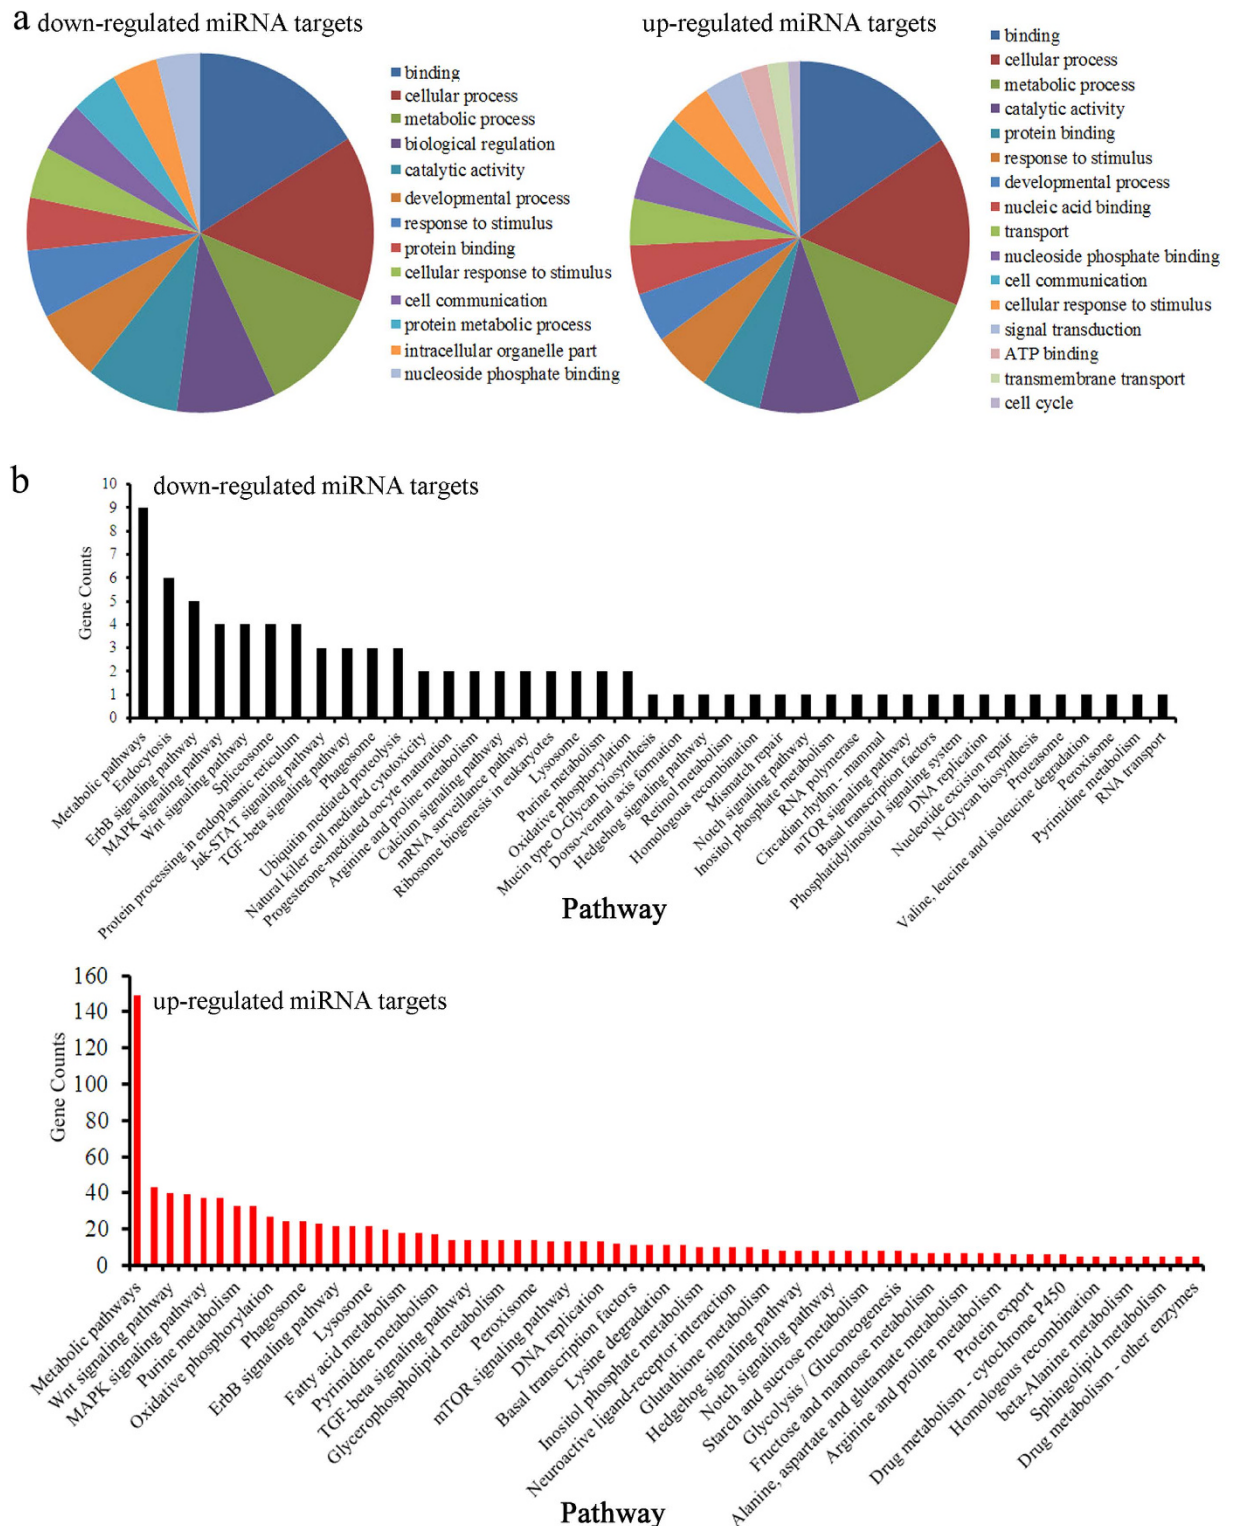 a down-regulated miRNA targets
binding
cellular process
metabolic process
biological regulation
catalytic activity
developmental process
response to stimulus
protein binding
cellular response to stimulus
cell communication
protein metabolic process
intracellular organelle part
nucleoside phosphate binding
up-regulated miRNA targets
binding
cellular process
metabolic process
catalytic activity
protein binding
response to stimulus
developmental process
nucleic acid binding
transport
nucleoside phosphate binding
cell communication
cellular response to stimulus
signal transduction
ATP binding
transmembrane transport
cell cycle
b
down-regulated miRNA targets
Gene Counts
10
9
8
7
6
5
4
3
2
1
0
Metabolic pathways
Endocytosis
ErbB signaling pathway
MAPK signaling pathway
Wnt signaling pathway
Spliceosome
Protein processing in endoplasmic reticulum
Jak-STAT signaling pathway
TGF-beta signaling pathway
Phagosome
Ubiquitin mediated proteolysis
Natural killer cell mediated cytotoxicity
Progesterone-mediated oocyte maturation
Arginine and proline metabolism
Calcium signaling pathway
mRNA surveillance pathway
Ribosome biogenesis in eukaryotes
Lysosome
Purine metabolism
Oxidative phosphorylation
Mucin type O-Glycan biosynthesis
Dorso-ventral axis formation
Hedgehog signaling pathway
Retinol metabolism
Homologous recombination
Mismatch repair
Notch signaling pathway
Inositol phosphate metabolism
RNA polymerase
Circadian rhythm - mammal
mTOR signaling pathway
Basal transcription factors
Phosphatidylinositol signaling system
DNA replication
Nucleotide excision repair
N-Glycan biosynthesis
Proteasome
Valine, leucine and isoleucine degradation
Peroxisome
Pyrimidine metabolism
RNA transport
Pathway
up-regulated miRNA targets
Gene Counts
160
140
120
100
80
60
40
20
0
Metabolic pathways
Wnt signaling pathway
MAPK signaling pathway
Purine metabolism
Oxidative phosphorylation
Phagosome
ErbB signaling pathway
Lysosome
Fatty acid metabolism
Pyrimidine metabolism
TGF-beta signaling pathway
Glycerophospholipid metabolism
Peroxisome
mTOR signaling pathway
DNA replication
Basal transcription factors
Lysine degradation
Inositol phosphate metabolism
Neuroactive ligand-receptor interaction
Glutathione metabolism
Hedgehog signaling pathway
Notch signaling pathway
Starch and sucrose metabolism
Glycolysis / Gluconeogenesis
Fructose and mannose metabolism
Alanine, aspartate and glutamate metabolism
Arginine and proline metabolism
Protein export
Drug metabolism - cytochrome P450
Homologous recombination
beta-Alanine metabolism
Sphingolipid metabolism
Drug metabolism - other enzymes
Pathway